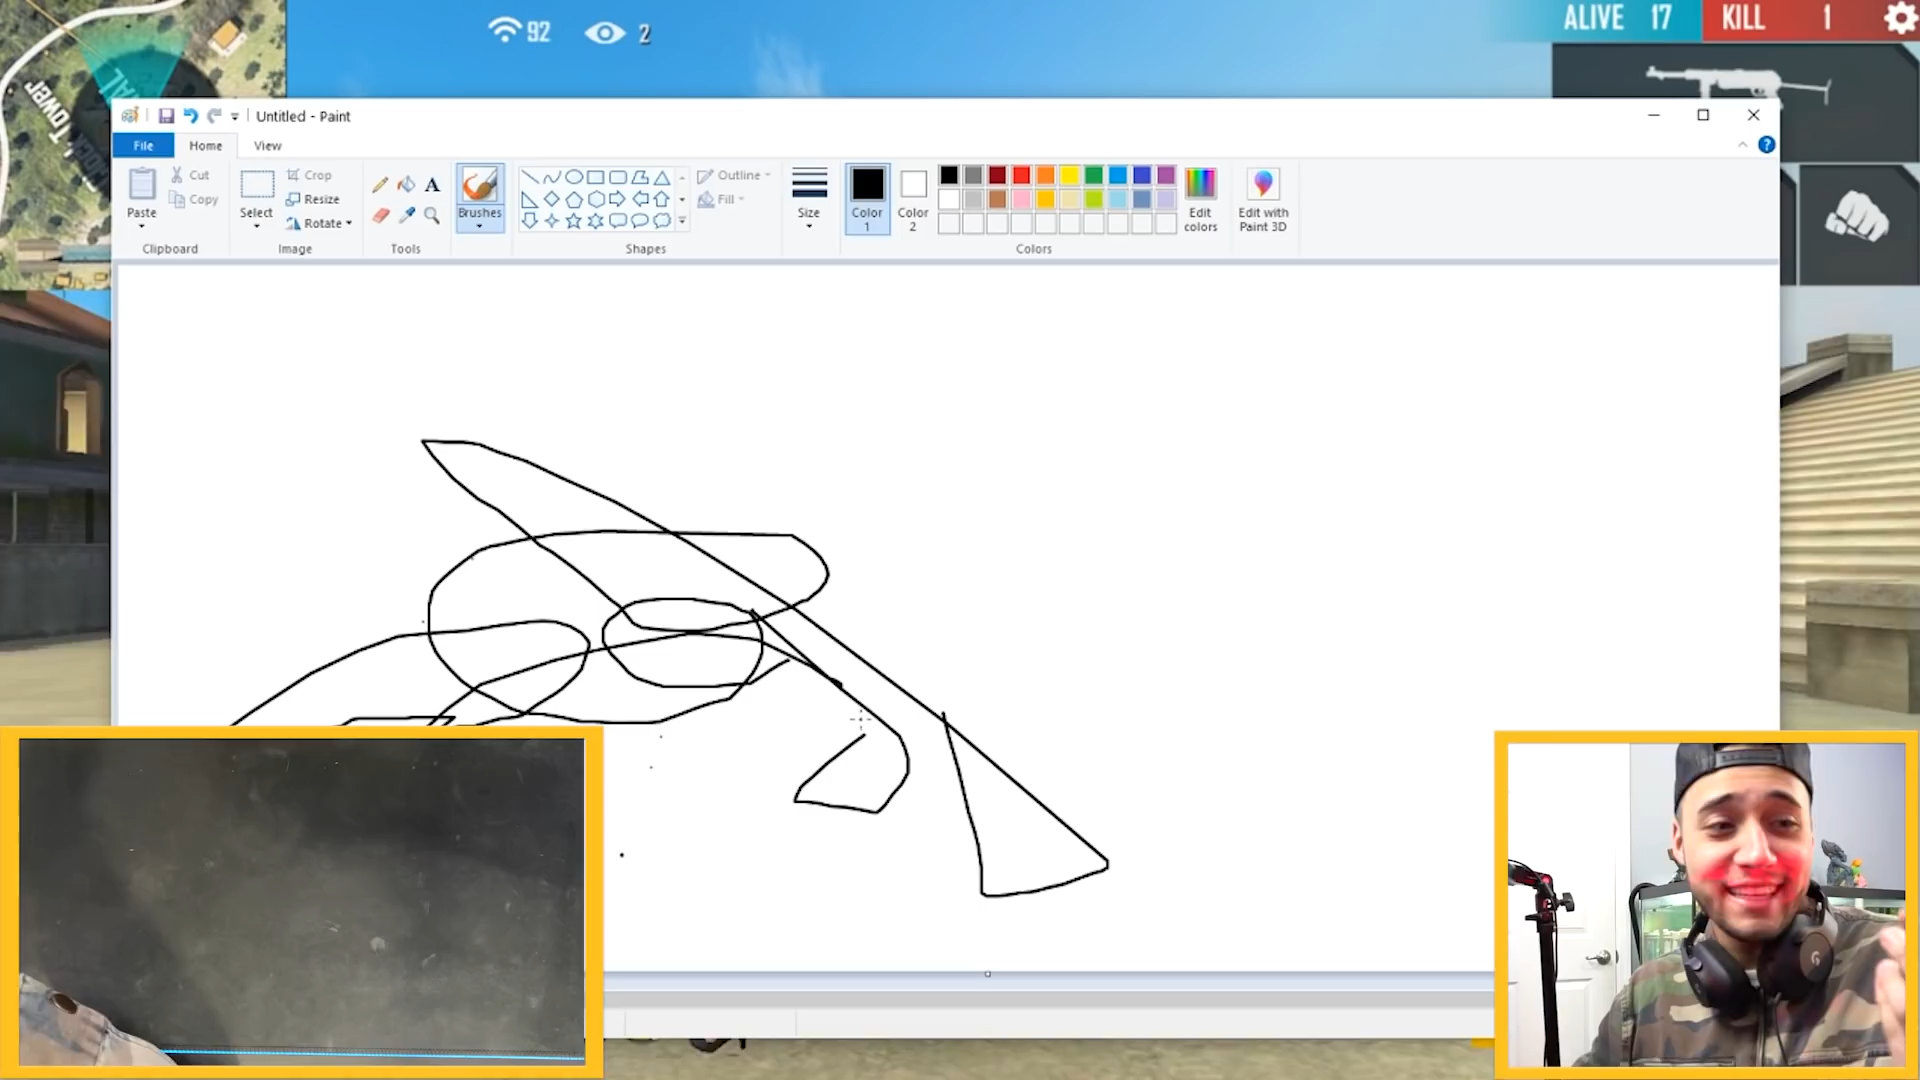 92
2
ALIVE 17
KILL 1
Tower
Untitled - Paint
File
Home
View
Paste
Cut
Copy
Clipboard
Select
Crop
Resize
Rotate
Image
A
Tools
Brushes
Outline
Fill
Shapes
Size
Color
1
Color
2
Edit
colors
Colors
Edit with
Paint 3D
?